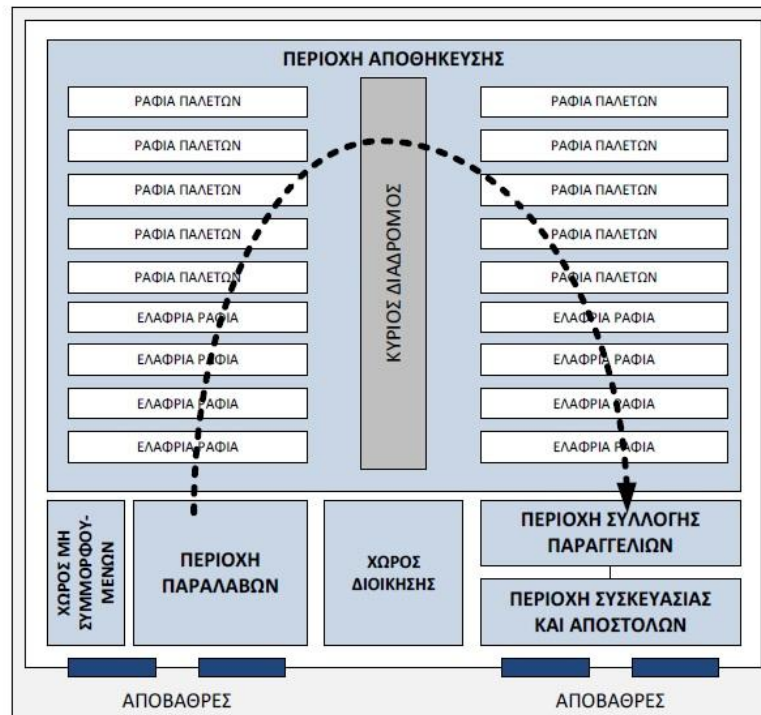 ΠΕΡΙΟΧΗ ΑΠΟΘΗΚΕΥΣΗΣ
ΡΑΦΙΑ ΠΑΛΕΤΩΝ
ΡΑΦΙΑ ΠΑΛΕΤΩΝ
ΡΑΦΙΑ ΠΑΛΕΤΩΝ
ΡΑΦΙΑ ΠΑΛΕΤΩΝ
ΡΑΦΙΑ ΠΑΛΕΤΩΝ
ΕΛΑΦΡΙΑ ΡΑΦΙΑ
ΕΛΑΦΡΙΑ ΡΑΦΙΑ
ΕΛΑΦΡΙΑ ΡΑΦΙΑ
ΕΛΑΦΡΙΑ ΡΑΦΙΑ
ΚΥΡΙΟΣ ΔΙΑΔΡΟΜΟΣ
ΡΑΦΙΑ ΠΑΛΕΤΩΝ
ΡΑΦΙΑ ΠΑΛΕΤΩΝ
ΡΑΦΙΑ ΠΑΛΕΤΩΝ
ΡΑΦΙΑ ΠΑΛΕΤΩΝ
ΡΑΦΙΑ ΠΑΛΕΤΩΝ
ΕΛΑΦΡΙΑ ΡΑΦΙΑ
ΕΛΑΦΡΙΑ ΡΑΦΙΑ
ΕΛΑΦΡΙΑ ΡΑΦΙΑ
ΕΛΑΦΡΙΑ ΡΑΦΙΑ
ΧΩΡΟΣ ΜΗ
ΣΥΜΜΟΡΦΟΥ-
ΜΕΝΩΝ
ΠΕΡΙΟΧΗ
ΠΑΡΑΛΑΒΩΝ
ΧΩΡΟΣ
ΔΙΟΙΚΗΣΗΣ
ΠΕΡΙΟΧΗ ΣΥΛΛΟΓΗΣ
ΠΑΡΑΓΓΕΛΙΩΝ
ΠΕΡΙΟΧΗ ΣΥΣΚΕΥΑΣΙΑΣ
ΚΑΙ ΑΠΟΣΤΟΛΩΝ
ΑΠΟΒΑΘΡΕΣ
ΑΠΟΒΑΘΡΕΣ